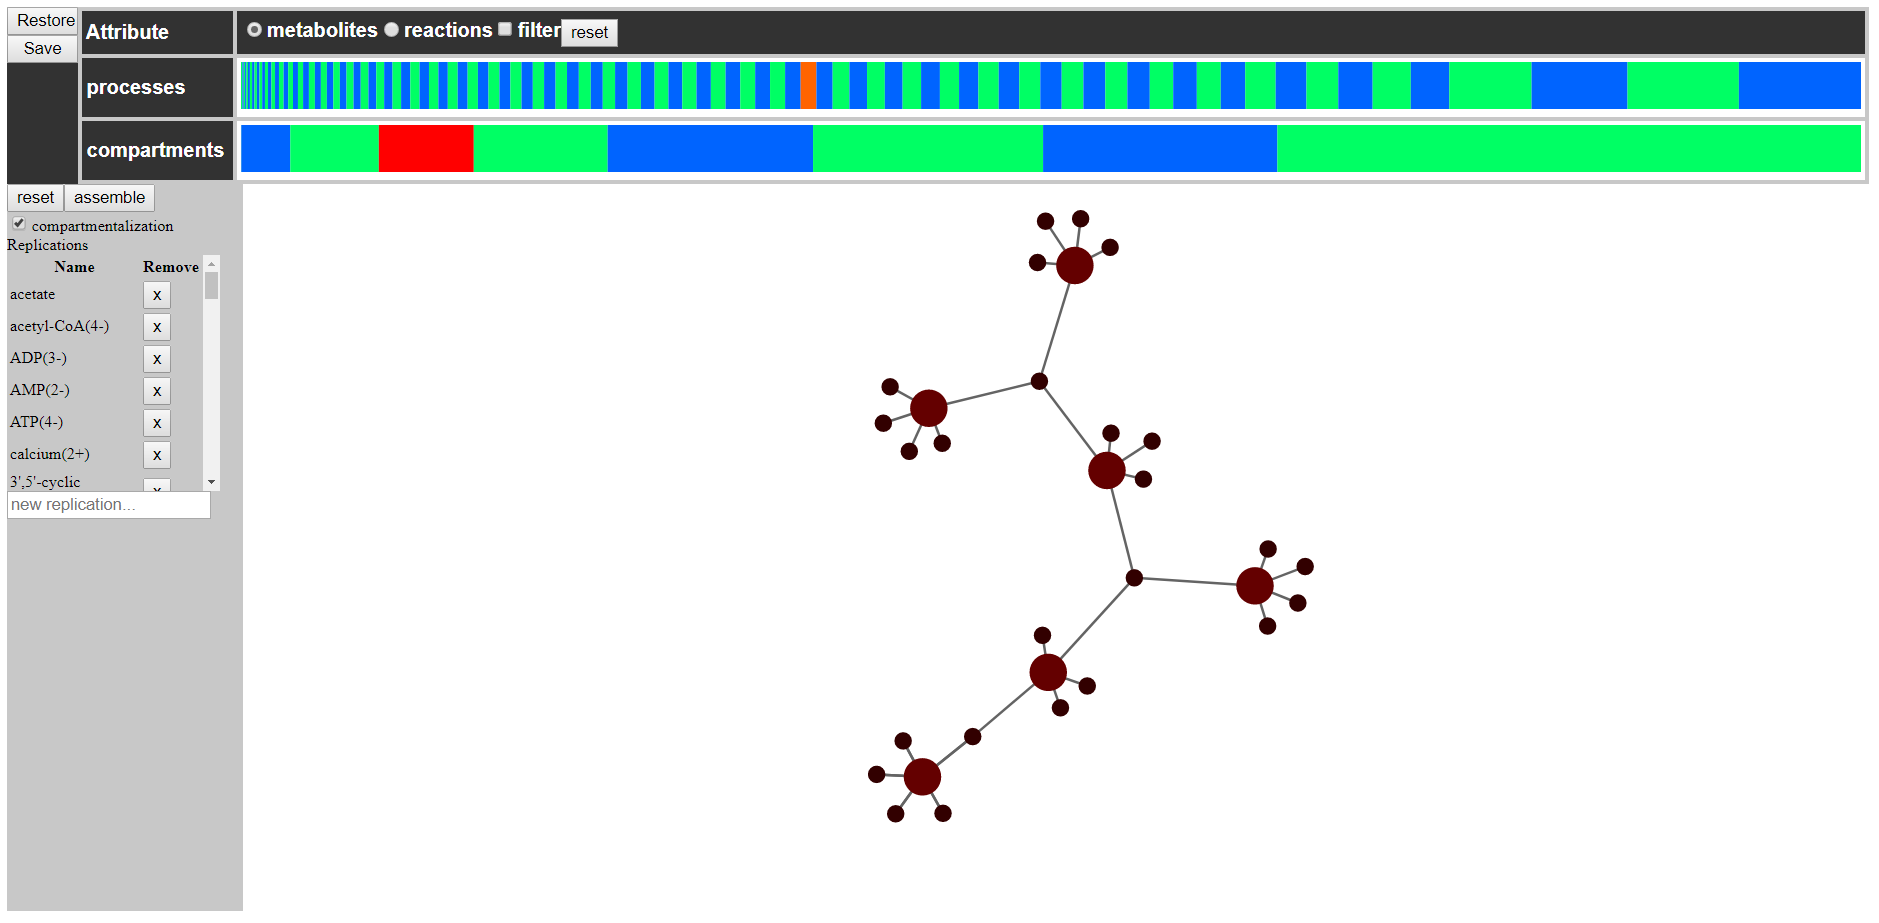 Restore
Save
Attribute
metabolites reactions filter reset
processes
compartments
reset assemble
compartmentalization
Replications
Name Remove
acetate x
acetyl-CoA(4-) x
ADP(3-) x
AMP(2-) x
ATP(4-) x
calcium(2+) x
3',5'-cyclic x
new replication...